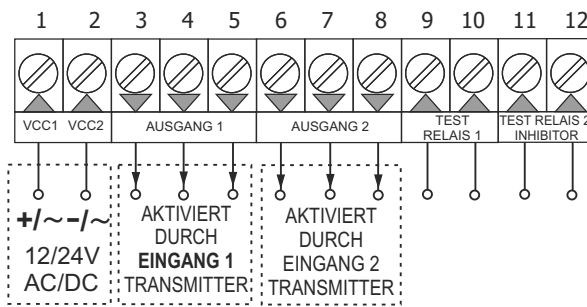 1 2 3 4 5 6 7 8 9 10 11 12
VCC1 VCC2 AUSGANG 1 AUSGANG 2 TEST RELAIS 1 TEST RELAIS 2 INHIBITOR
+/~ -/~
12/24V
AC/DC
AKTIVIERT
DURCH
EINGANG 1
TRANSMITTER
AKTIVIERT
DURCH
EINGANG 2
TRANSMITTER